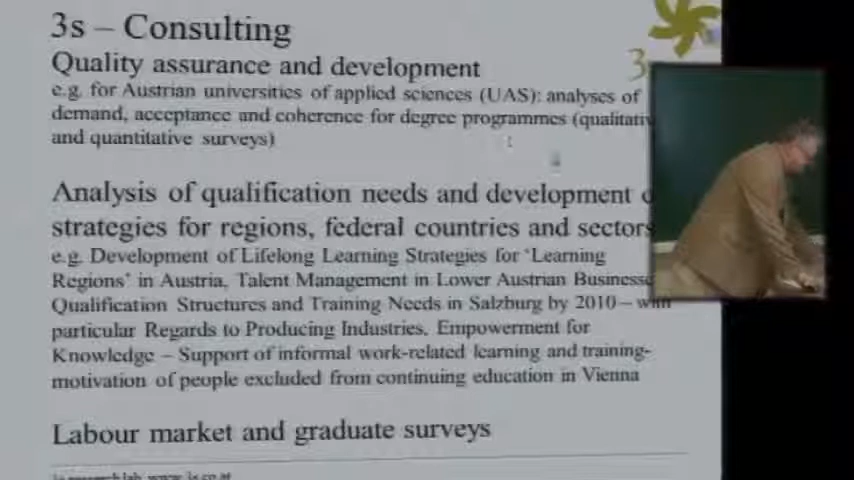 3s – Consulting
Quality assurance and development
3
e.g. for Austrian universities of applied sciences (UAS): analyses of
demand, acceptance and coherence for degree programmes (qualitativ
and quantitative surveys)
Analysis of qualification needs and development o
strategies for regions, federal countries and sectors
e.g. Development of Lifelong Learning Strategies for 'Learning
Regions' in Austria, Talent Management in Lower Austrian Businesse
Qualification Structures and Training Needs in Salzburg by 2010 – with
particular Regards to Producing Industries, Empowerment for
Knowledge – Support of informal work-related learning and training-
motivation of people excluded from continuing education in Vienna
Labour market and graduate surveys